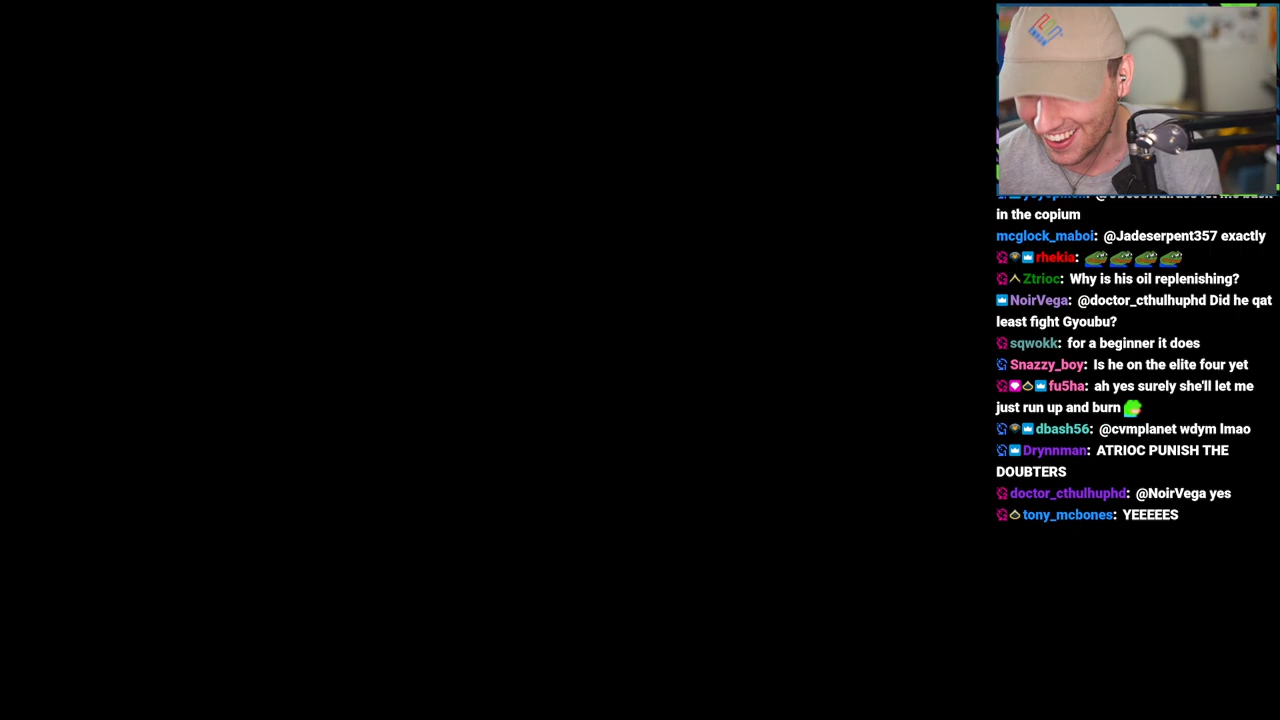 in the copium
mcglock_maboi: @Jadeserpent357 exactly
rhekio:
Ztrioc: Why is his oil replenishing?
NoirVega: @doctor_cthulhuphd Did he qat
least fight Gyoubu?
sqwokk: for a beginner it does
Snazzy_boy: Is he on the elite four yet
fu5ha: ah yes surely she'll let me
just run up and burn
dbash56: @cvmplanet wdym lmao
Drynnman: ATRIOC PUNISH THE
DOUBTERS
doctor_cthulhuphd: @NoirVega yes
tony_mcbones: YEEEEES